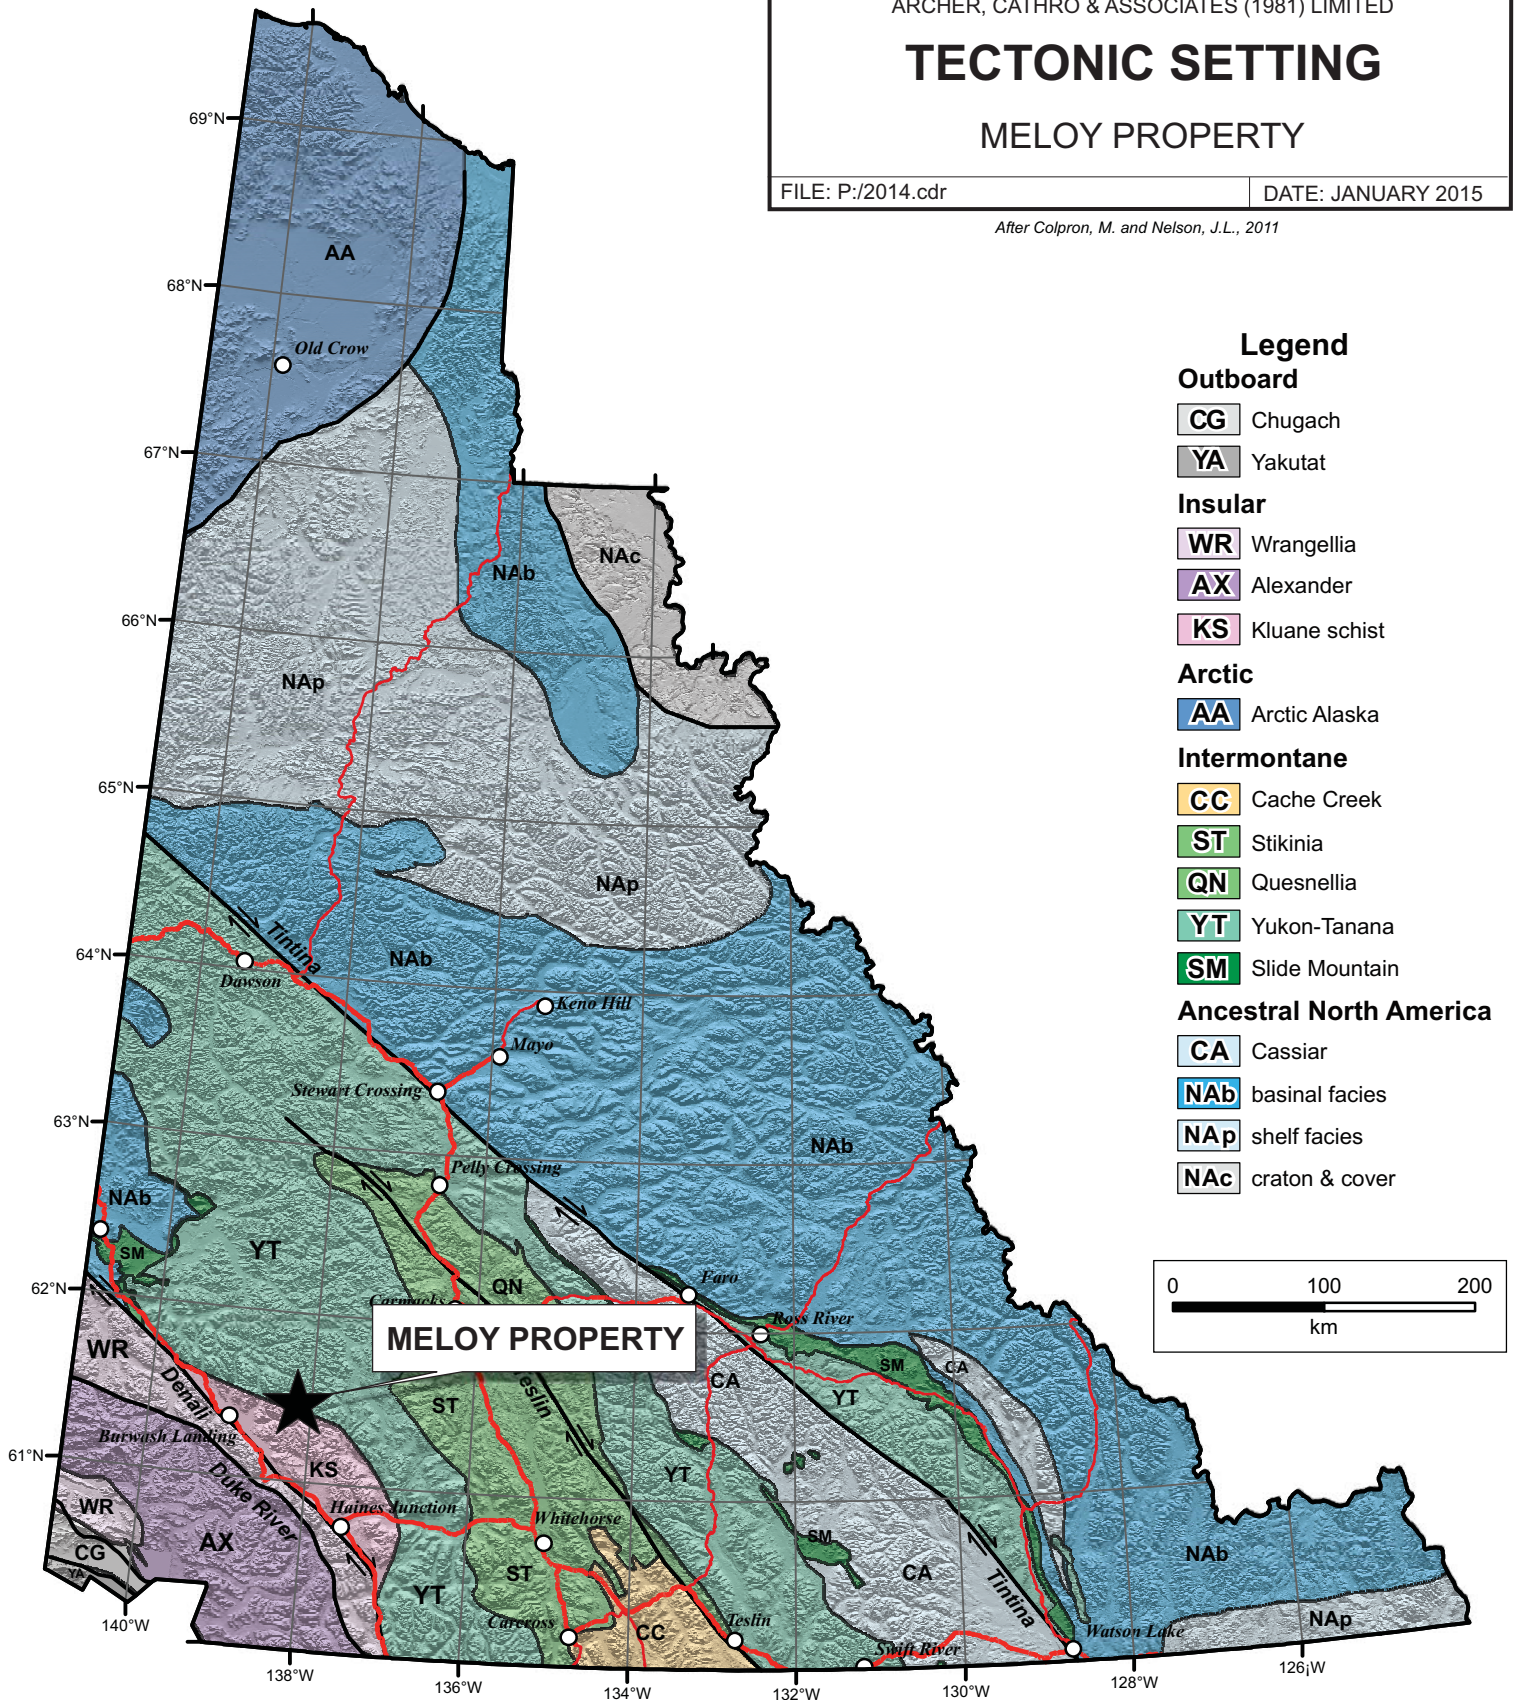 ARCHER, CATHRO & ASSOCIATES (1981) LIMITED
TECTONIC SETTING
MELOY PROPERTY
FILE: P:/2014.cdr
DATE: JANUARY 2015
After Colpron, M. and Nelson, J.L., 2011
Legend
Outboard
CG Chugach
YA Yakutat
Insular
WR Wrangellia
AX Alexander
KS Kluane schist
Arctic
AA Arctic Alaska
Intermontane
CC Cache Creek
ST Stikinia
QN Quesnellia
YT Yukon-Tanana
SM Slide Mountain
Ancestral North America
CA Cassiar
NAb basinal facies
NAp shelf facies
NAc craton & cover
0 100 200
km
69°N
68°N
67°N
66°N
65°N
64°N
63°N
62°N
61°N
AA
Old Crow
NAc
NAb
NAp
NAp
Tintina
NAb
Dawson
Keno Hill
Mayo
Stewart Crossing
NAb
Pelly Crossing
NAb
SM
YT
QN
Faro
Carmacks
Ross River
MELOY PROPERTY
WR
SM
CA
CA
YT
Denali
ST
Teslin
Burwash Landing
KS
YT
Duke River
WR
Haines Junction
Whitehorse
SM
AX
CG
YA
NAb
ST
CA
YT
Tintina
Carcross
CC
Teslin
Swift River
Watson Lake
NAp
140°W
138°W
136°W
134°W
132°W
130°W
128°W
126¡W